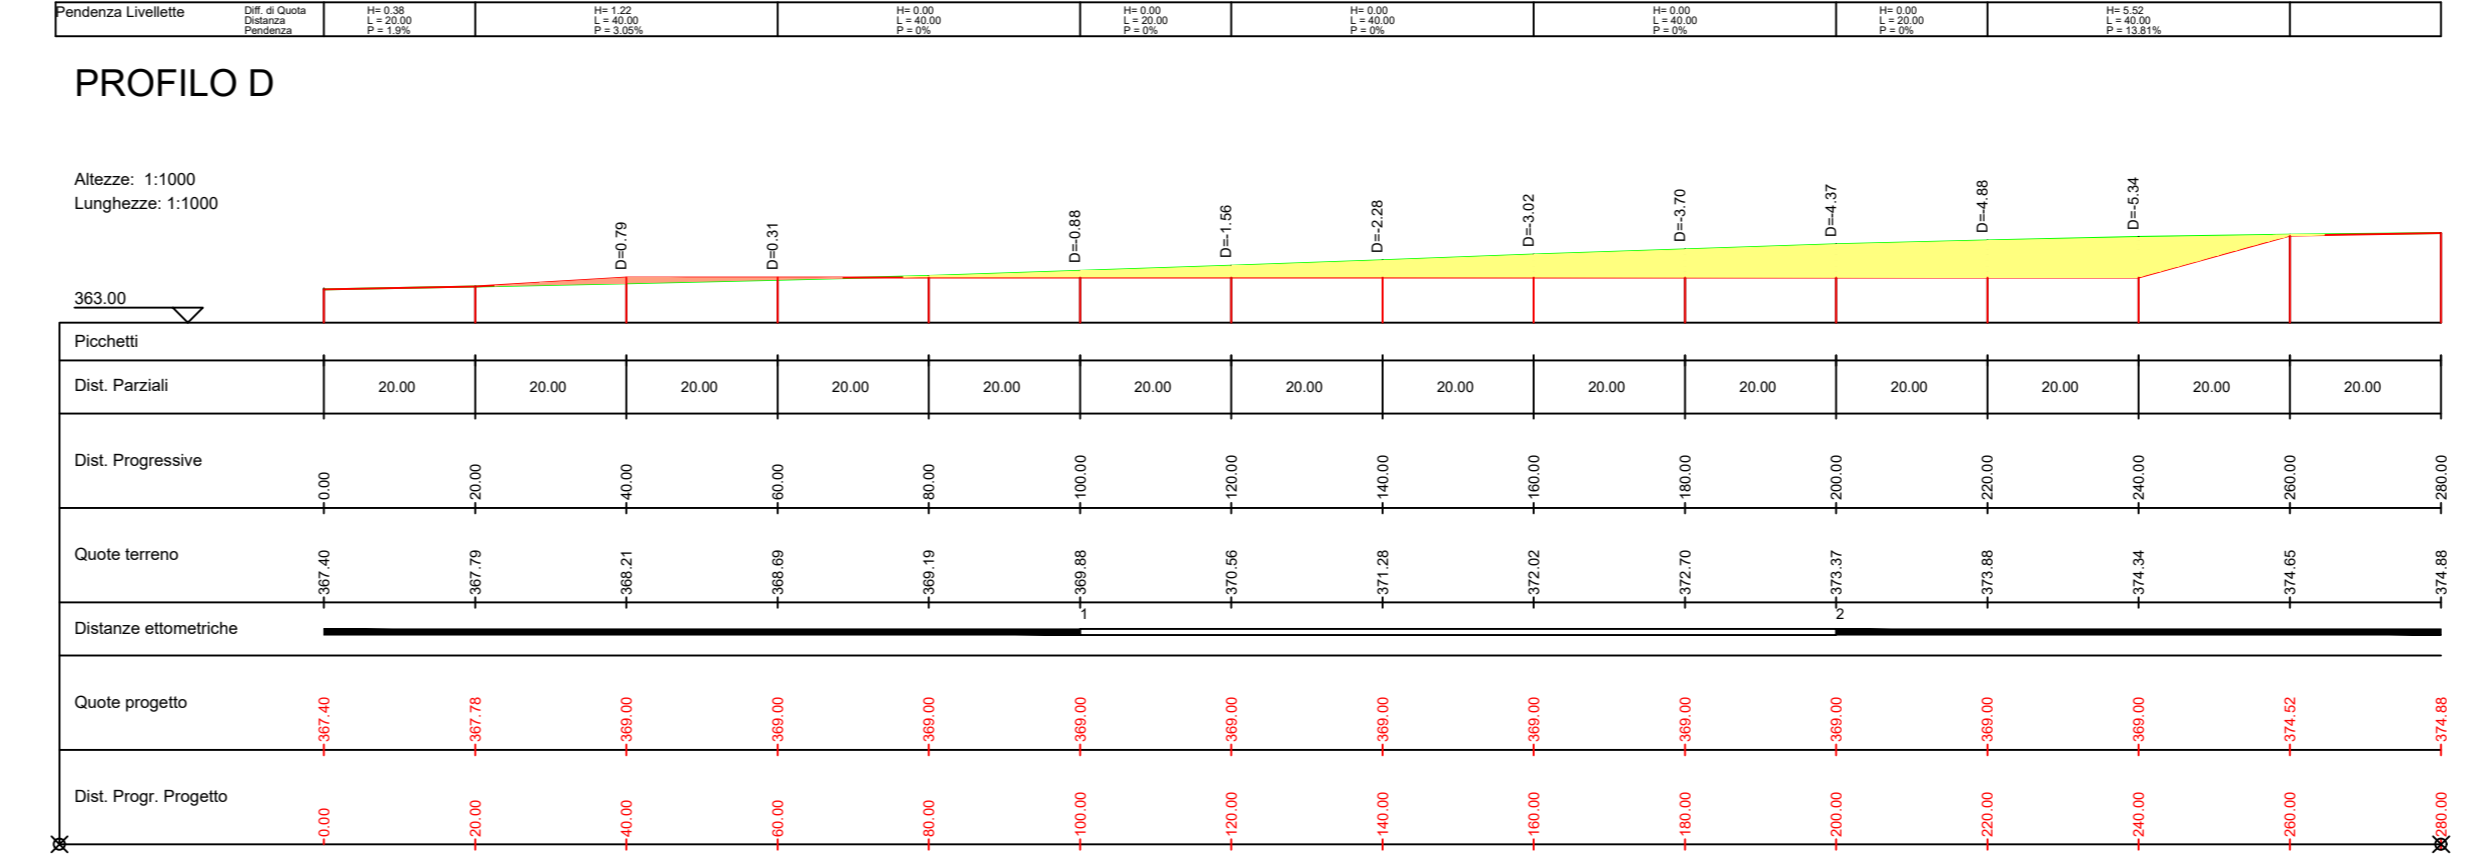 Pendenza Livellette
Diff. di Quota H= 0.38 H= 1.22 H= 0.00 H= 0.00 H= 0.00 H= 0.00 H= 0.00 H= 5.52
Distanza L = 20.00 L = 40.00 L = 40.00 L = 20.00 L = 40.00 L = 40.00 L = 20.00 L = 40.00
Pendenza P = 1.9% P = 3.05% P = 0% P = 0% P = 0% P = 0% P = 0% P = 13.81%
PROFILO D
Altezze: 1:1000
Lunghezze: 1:1000
D=0.79 D=0.31 D=-0.88 D=-1.56 D=-2.28 D=-3.02 D=-3.70 D=-4.37 D=-4.88 D=-5.34
363.00
Picchetti
Dist. Parziali 20.00 20.00 20.00 20.00 20.00 20.00 20.00 20.00 20.00 20.00 20.00 20.00 20.00 20.00
Dist. Progressive 0.00 20.00 40.00 60.00 80.00 100.00 120.00 140.00 160.00 180.00 200.00 220.00 240.00 260.00 280.00
Quote terreno 367.40 367.79 368.21 368.69 369.19 369.88 370.56 371.28 372.02 372.70 373.37 373.88 374.34 374.65 374.88
Distanze ettometriche 1 2
Quote progetto 367.40 367.78 369.00 369.00 369.00 369.00 369.00 369.00 369.00 369.00 369.00 369.00 369.00 374.52 374.88
Dist. Progr. Progetto 0.00 20.00 40.00 60.00 80.00 100.00 120.00 140.00 160.00 180.00 200.00 220.00 240.00 260.00 280.00